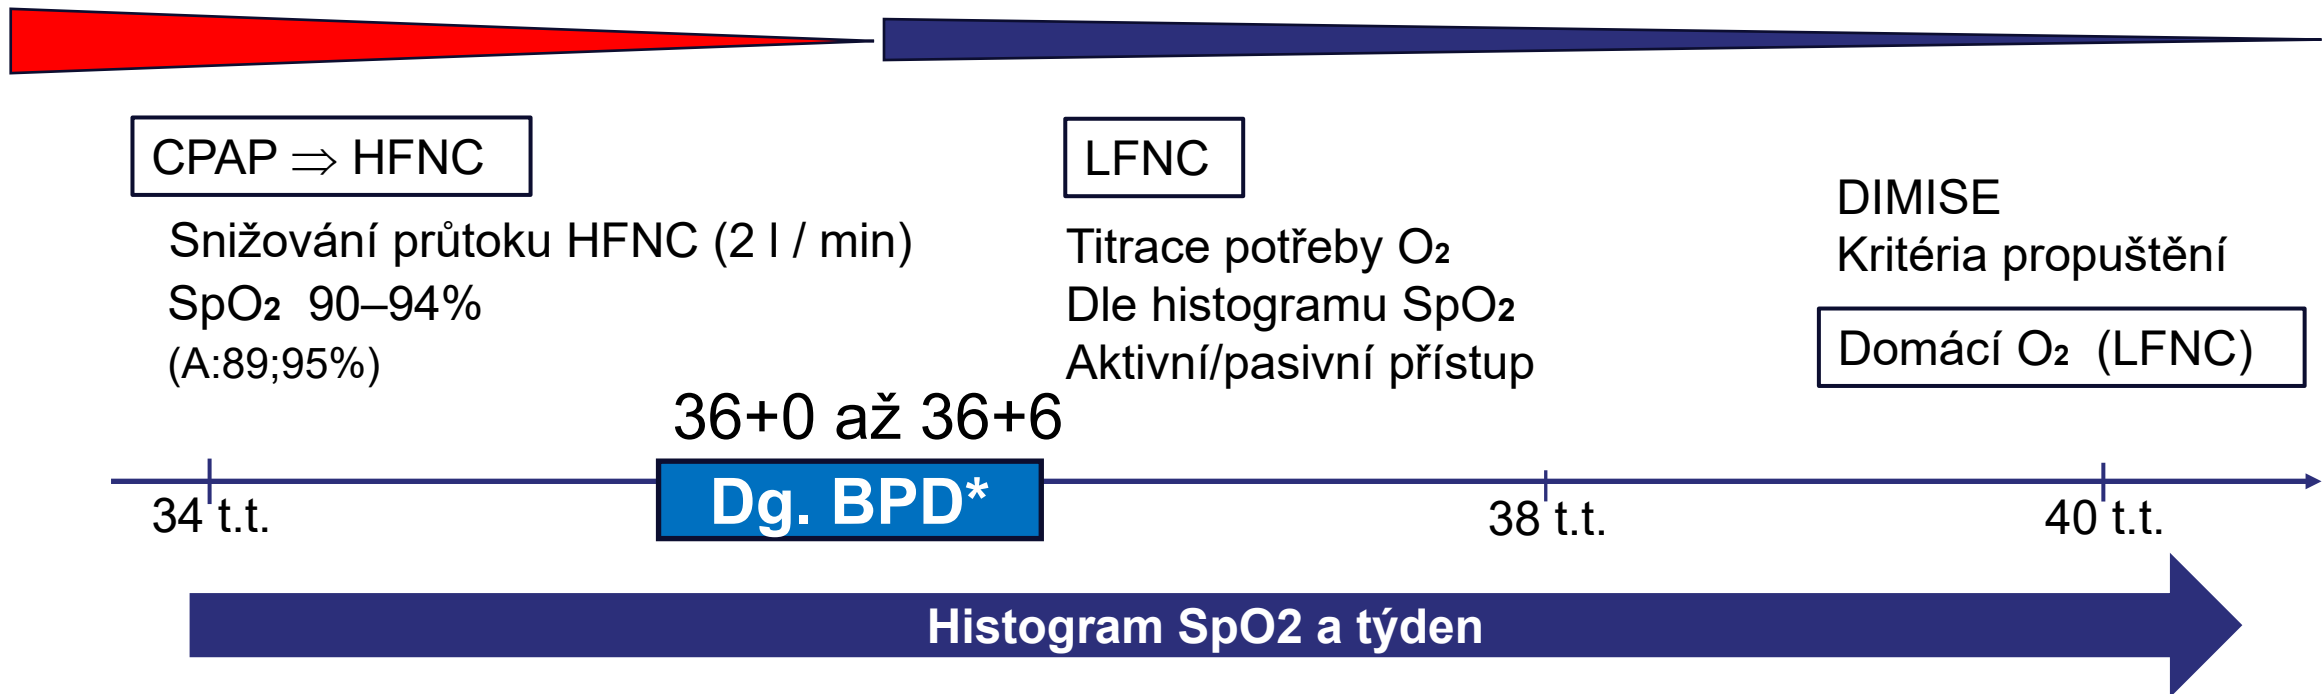 CPAP ⇒ HFNC
Snižování průtoku HFNC (2 l / min)
SpO2 90–94%
(A:89;95%)
LFNC
Titrace potřeby O2
Dle histogramu SpO2
Aktivní/pasivní přístup
DIMISE
Kritéria propuštění
Domácí O2 (LFNC)
36+0 až 36+6
Dg. BPD*
34 t.t.
38 t.t.
40 t.t.
Histogram SpO2 a týden